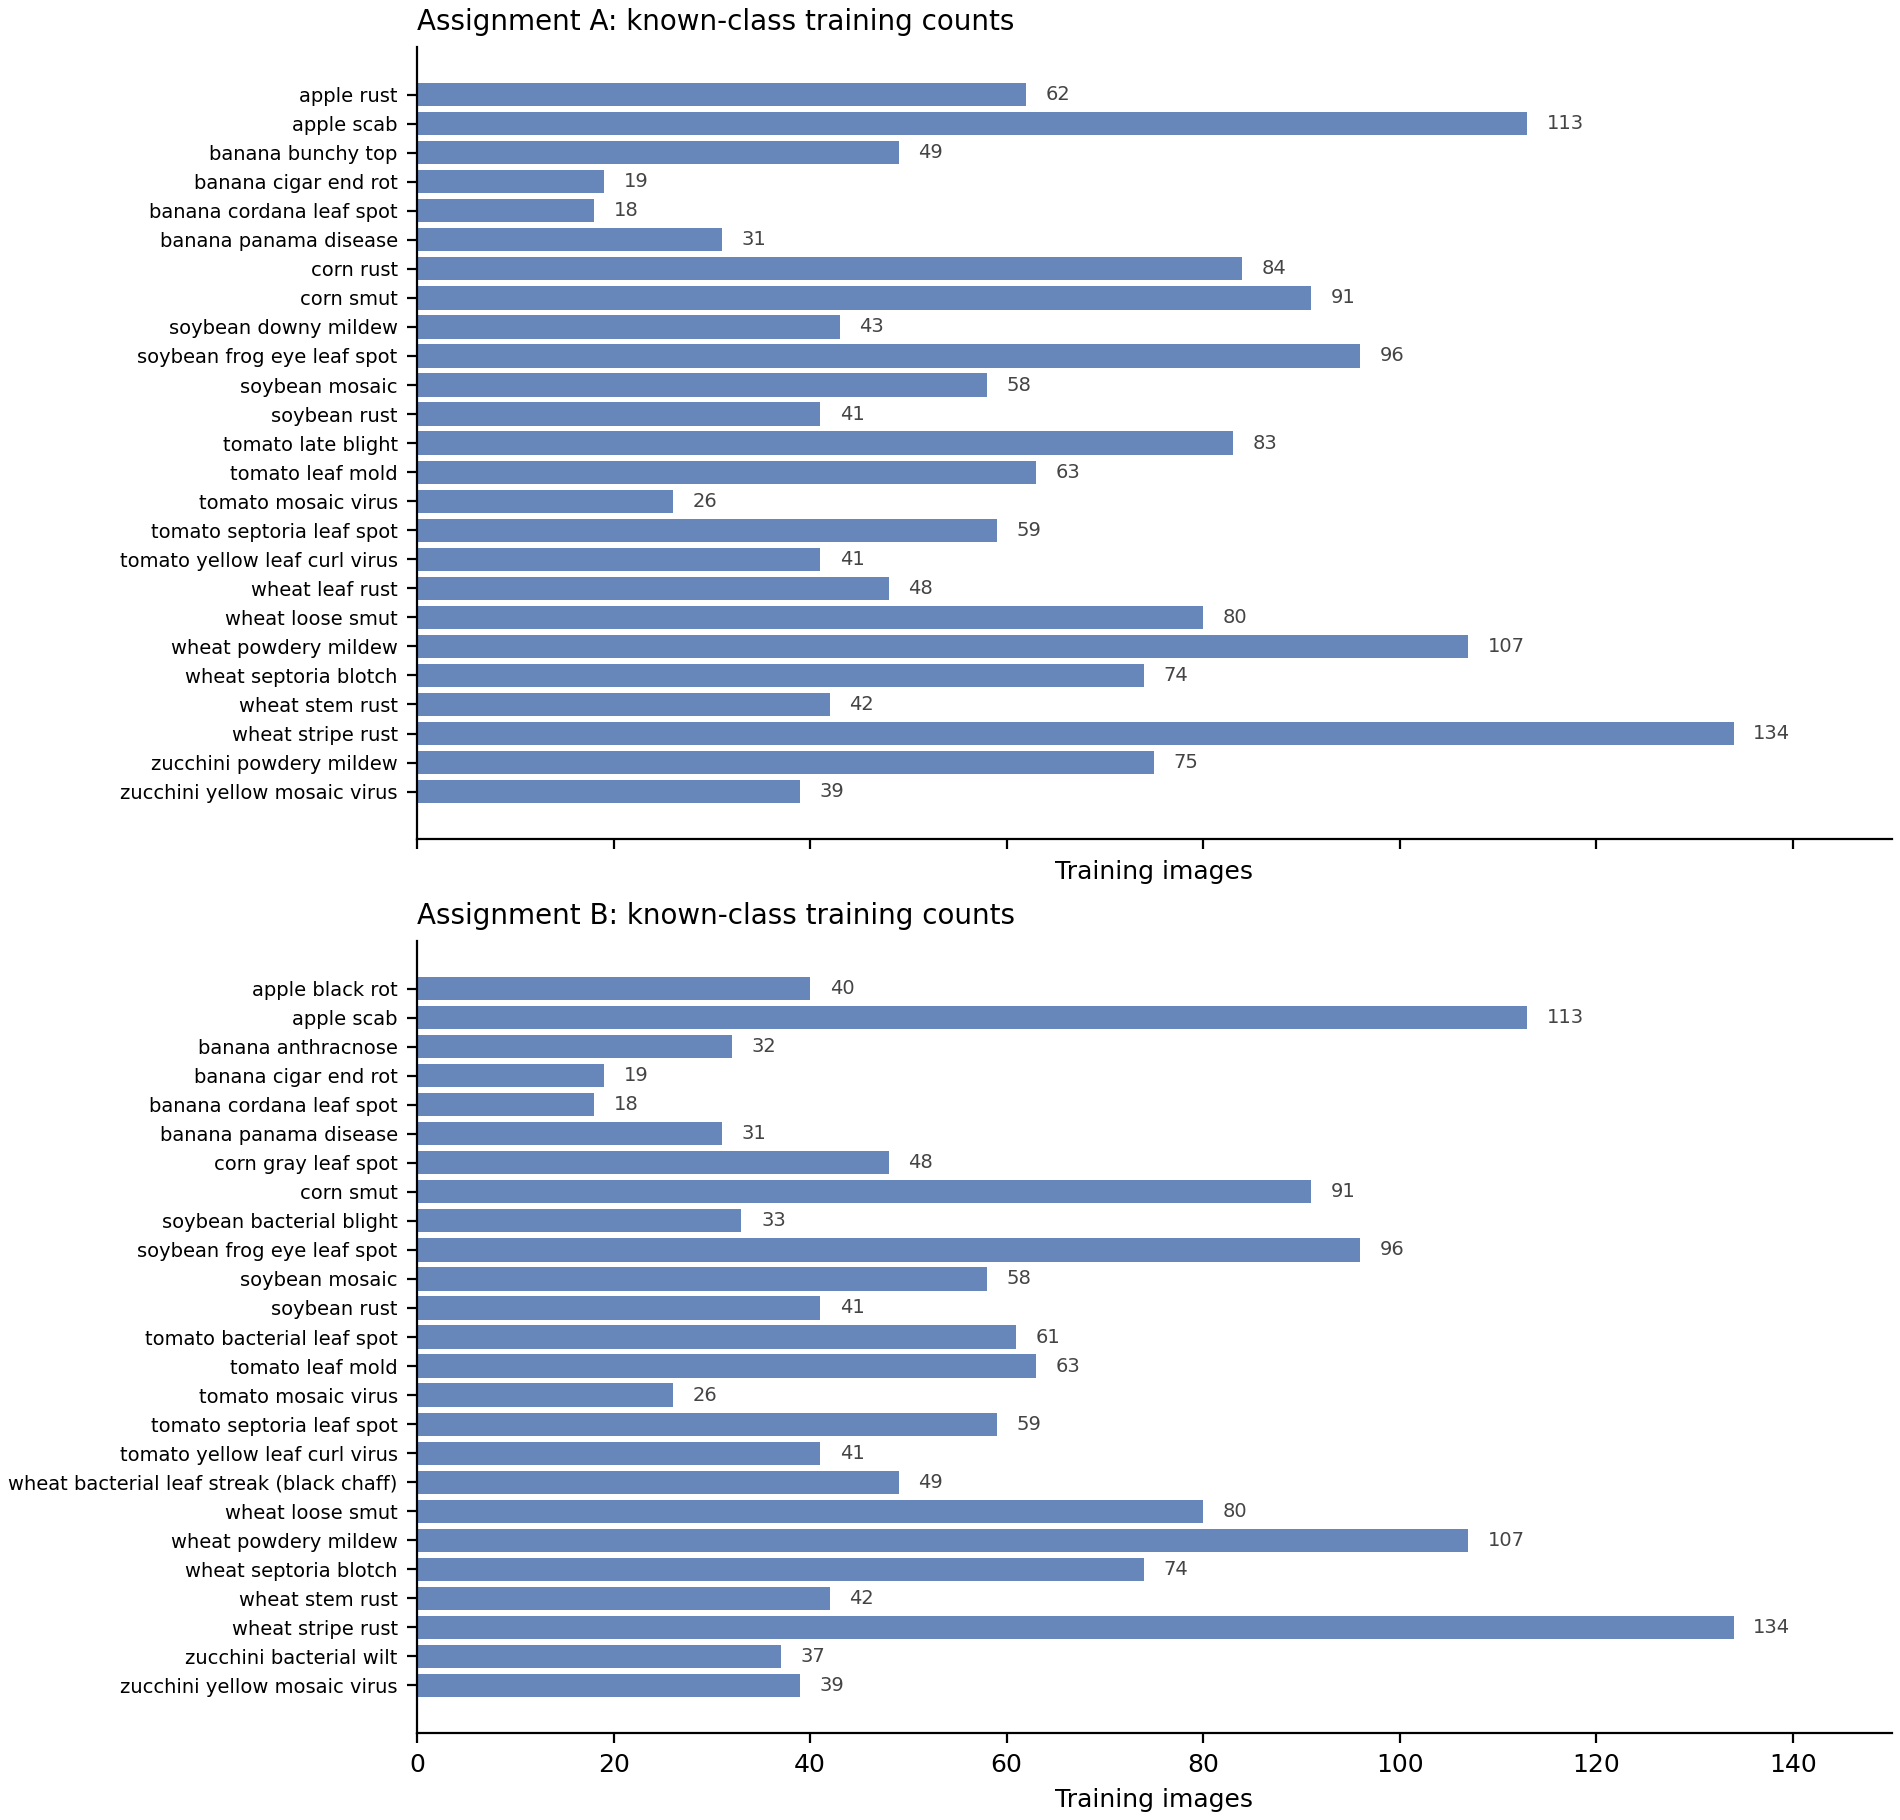 Assignment A: known-class training counts
apple rust 62
apple scab 113
banana bunchy top 49
banana cigar end rot 19
banana cordana leaf spot 18
banana panama disease 31
corn rust 84
corn smut 91
soybean downy mildew 43
soybean frog eye leaf spot 96
soybean mosaic 58
soybean rust 41
tomato late blight 83
tomato leaf mold 63
tomato mosaic virus 26
tomato septoria leaf spot 59
tomato yellow leaf curl virus 41
wheat leaf rust 48
wheat loose smut 80
wheat powdery mildew 107
wheat septoria blotch 74
wheat stem rust 42
wheat stripe rust 134
zucchini powdery mildew 75
zucchini yellow mosaic virus 39
Training images
Assignment B: known-class training counts
apple black rot 40
apple scab 113
banana anthracnose 32
banana cigar end rot 19
banana cordana leaf spot 18
banana panama disease 31
corn gray leaf spot 48
corn smut 91
soybean bacterial blight 33
soybean frog eye leaf spot 96
soybean mosaic 58
soybean rust 41
tomato bacterial leaf spot 61
tomato leaf mold 63
tomato mosaic virus 26
tomato septoria leaf spot 59
tomato yellow leaf curl virus 41
wheat bacterial leaf streak (black chaff) 49
wheat loose smut 80
wheat powdery mildew 107
wheat septoria blotch 74
wheat stem rust 42
wheat stripe rust 134
zucchini bacterial wilt 37
zucchini yellow mosaic virus 39
0 20 40 60 80 100 120 140
Training images